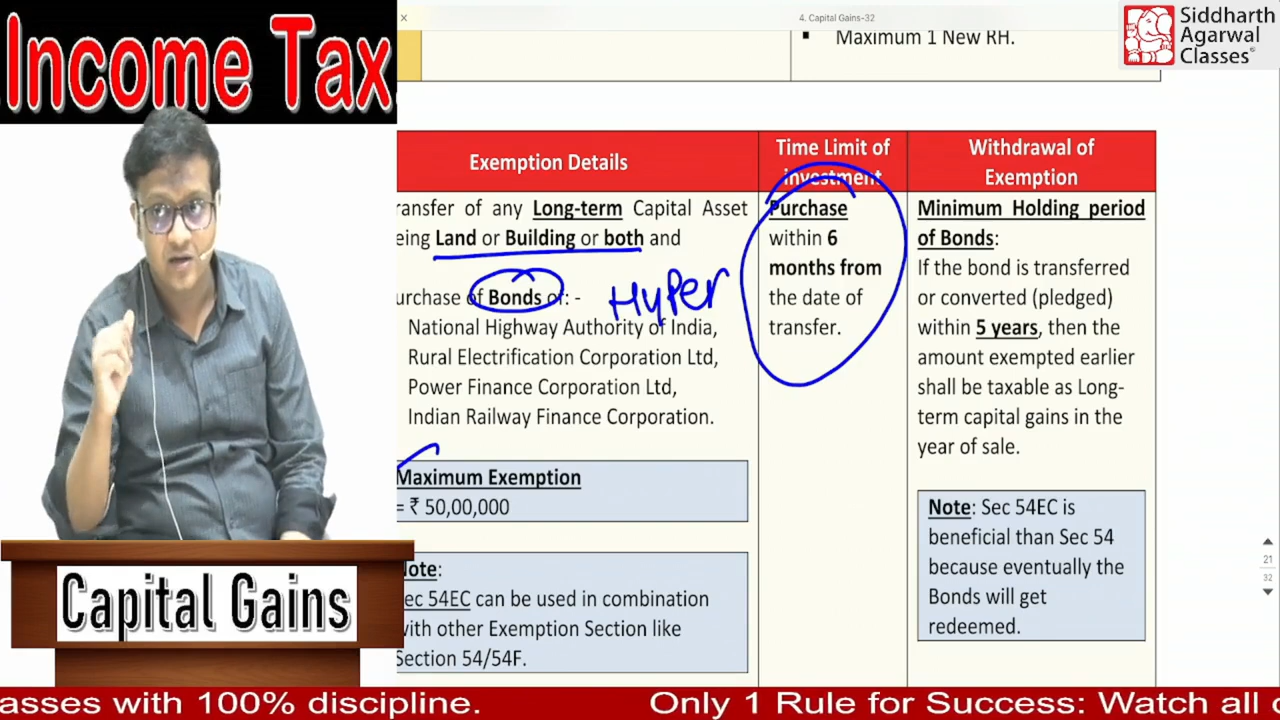 Income Tax
4. Capital Gains-32
Maximum 1 New RH.
Siddharth
Agarwal
Classes
Exemption Details
Time Limit of
investment
Withdrawal of
Exemption
ransfer of any Long-term Capital Asset
eing Land or Building or both and
urchase of Bonds of: -
Hyper
National Highway Authority of India,
Rural Electrification Corporation Ltd,
Power Finance Corporation Ltd,
Indian Railway Finance Corporation.
Maximum Exemption
= ₹ 50,00,000
ote:
ec 54EC can be used in combination
with other Exemption Section like
Section 54/54F.
Purchase
within 6
months from
the date of
transfer.
Minimum Holding period
of Bonds:
If the bond is transferred
or converted (pledged)
within 5 years, then the
amount exempted earlier
shall be taxable as Long-
term capital gains in the
year of sale.
Note: Sec 54EC is
beneficial than Sec 54
because eventually the
Bonds will get
redeemed.
21
32
Capital Gains
asses with 100% discipline.
Only 1 Rule for Success: Watch all